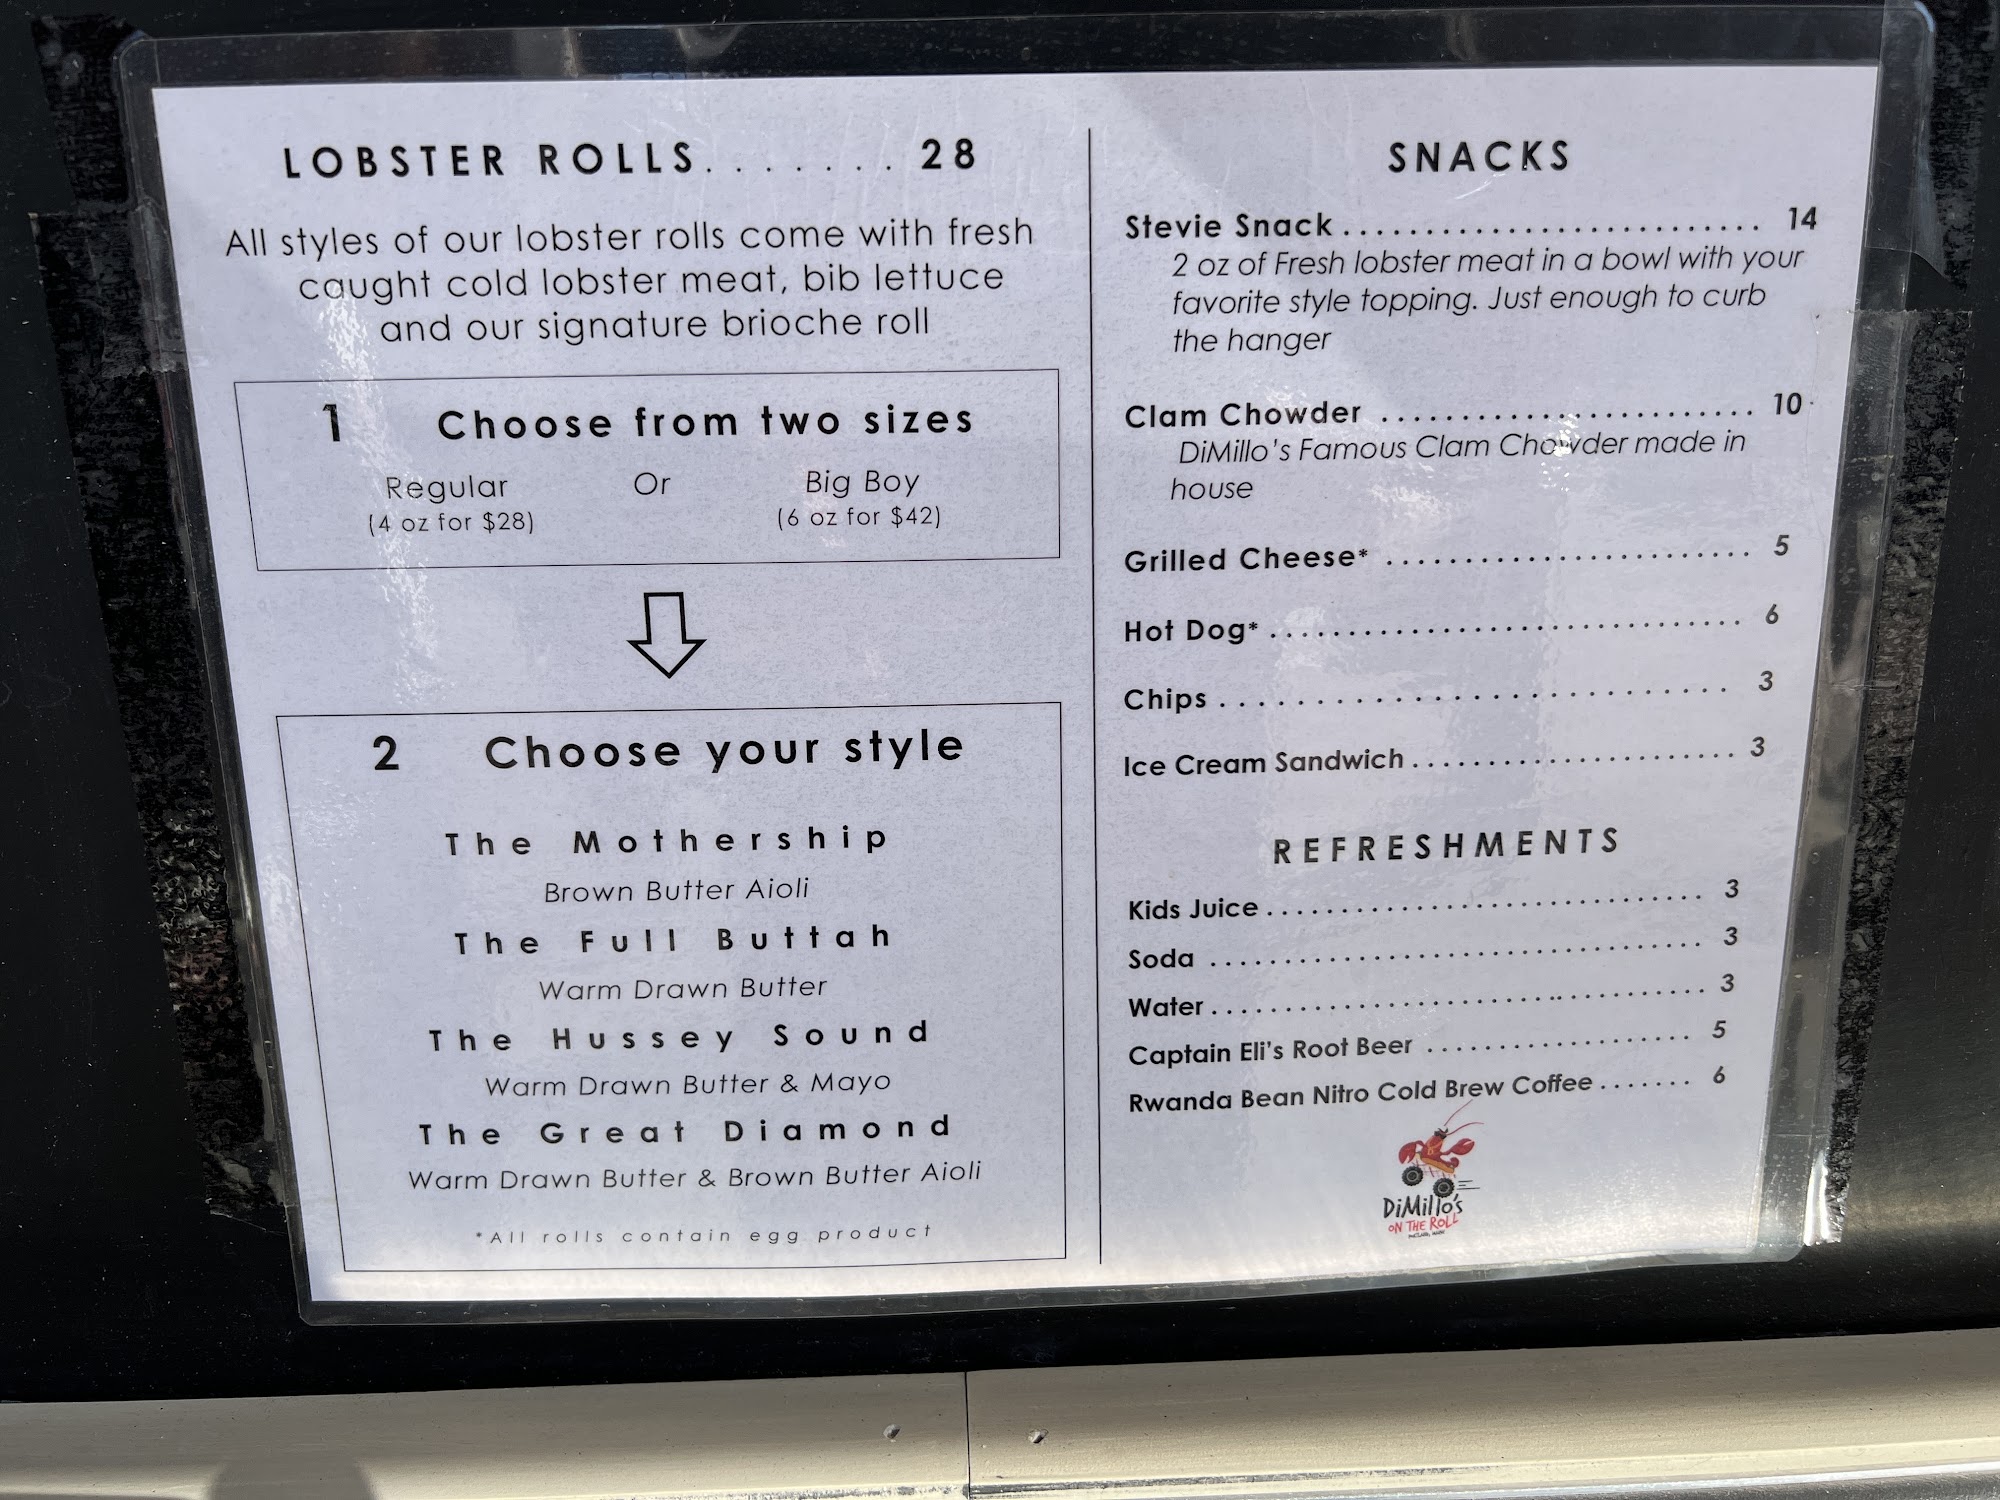 LOBSTER ROLLS. . . . . . . . 28
All styles of our lobster rolls come with fresh
caught cold lobster meat, bib lettuce
and our signature brioche roll
1 Choose from two sizes
Regular Or Big Boy
(4 oz for $28) (6 oz for $42)
2 Choose your style
The Mothership
Brown Butter Aioli
The Full Buttah
Warm Drawn Butter
The Hussey Sound
Warm Drawn Butter & Mayo
The Great Diamond
Warm Drawn Butter & Brown Butter Aioli
*All rolls contain egg product
SNACKS
Stevie Snack ............................ 14
2 oz of Fresh lobster meat in a bowl with your
favorite style topping. Just enough to curb
the hanger
Clam Chowder ......................... 10
DiMillo's Famous Clam Chowder made in
house
Grilled Cheese* ............................ 5
Hot Dog* ................................ 6
Chips ........................... 3
Ice Cream Sandwich ...................... 3
REFRESHMENTS
Kids Juice .............................. 3
Soda ................................. 3
Water ................................. 3
Captain Eli's Root Beer .................. 5
Rwanda Bean Nitro Cold Brew Coffee ....... 6
DiMillo's
ON THE ROLL
PORTLAND, MAINE